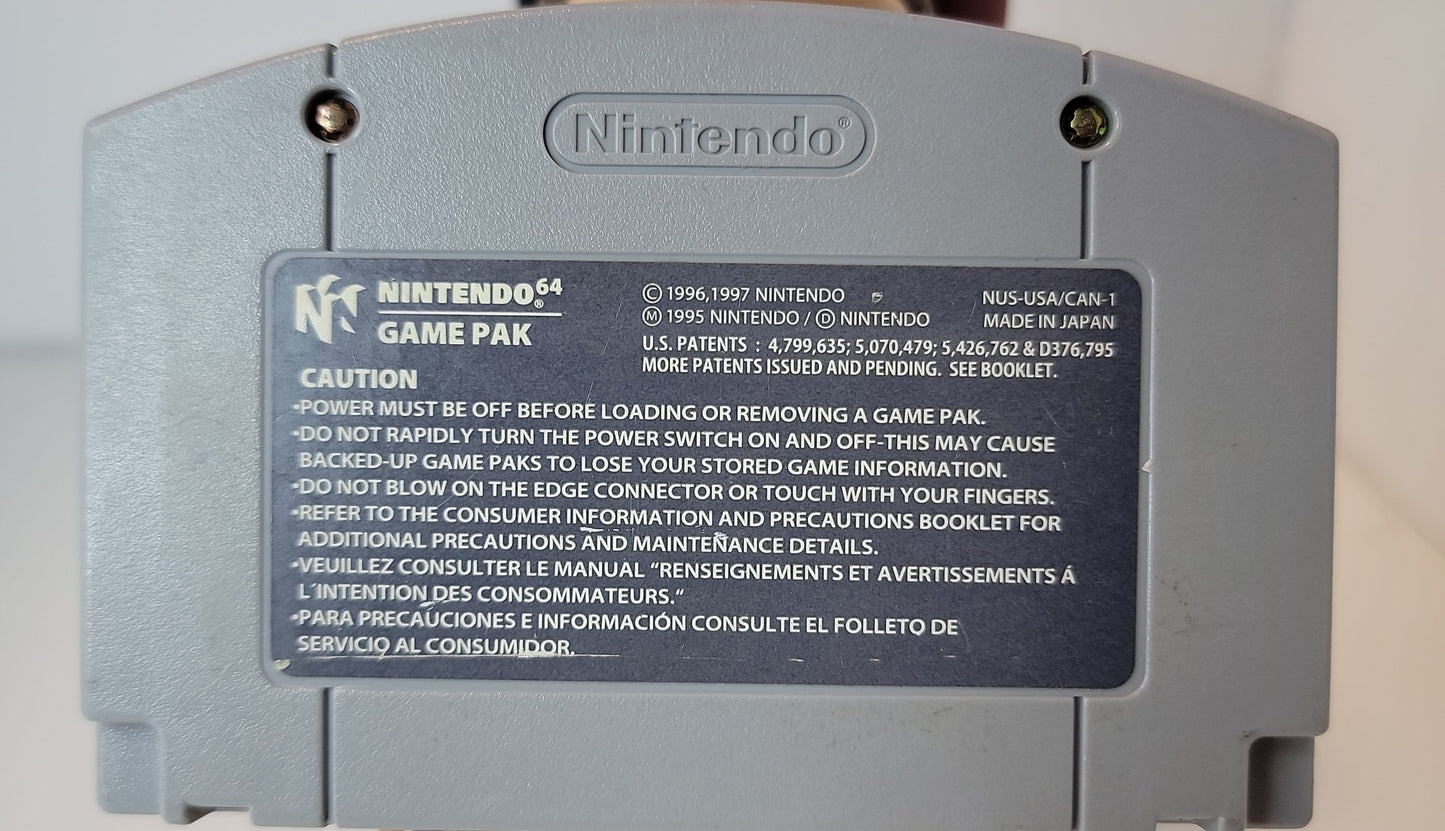 Nintendo®
NINTENDO⁶⁴®
GAME PAK
© 1996,1997 NINTENDO
Ⓜ 1995 NINTENDO / Ⓓ NINTENDO
NUS-USA/CAN-1
MADE IN JAPAN
U.S. PATENTS : 4,799,635; 5,070,479; 5,426,762 & D376,795
MORE PATENTS ISSUED AND PENDING. SEE BOOKLET.
CAUTION
•POWER MUST BE OFF BEFORE LOADING OR REMOVING A GAME PAK.
•DO NOT RAPIDLY TURN THE POWER SWITCH ON AND OFF-THIS MAY CAUSE
BACKED-UP GAME PAKS TO LOSE YOUR STORED GAME INFORMATION.
•DO NOT BLOW ON THE EDGE CONNECTOR OR TOUCH WITH YOUR FINGERS.
•REFER TO THE CONSUMER INFORMATION AND PRECAUTIONS BOOKLET FOR
ADDITIONAL PRECAUTIONS AND MAINTENANCE DETAILS.
•VEUILLEZ CONSULTER LE MANUAL “RENSEIGNEMENTS ET AVERTISSEMENTS Á
L´INTENTION DES CONSOMMATEURS.“
•PARA PRECAUCIONES E INFORMACIÓN CONSULTE EL FOLLETO DE
SERVICIO AL CONSUMIDOR.